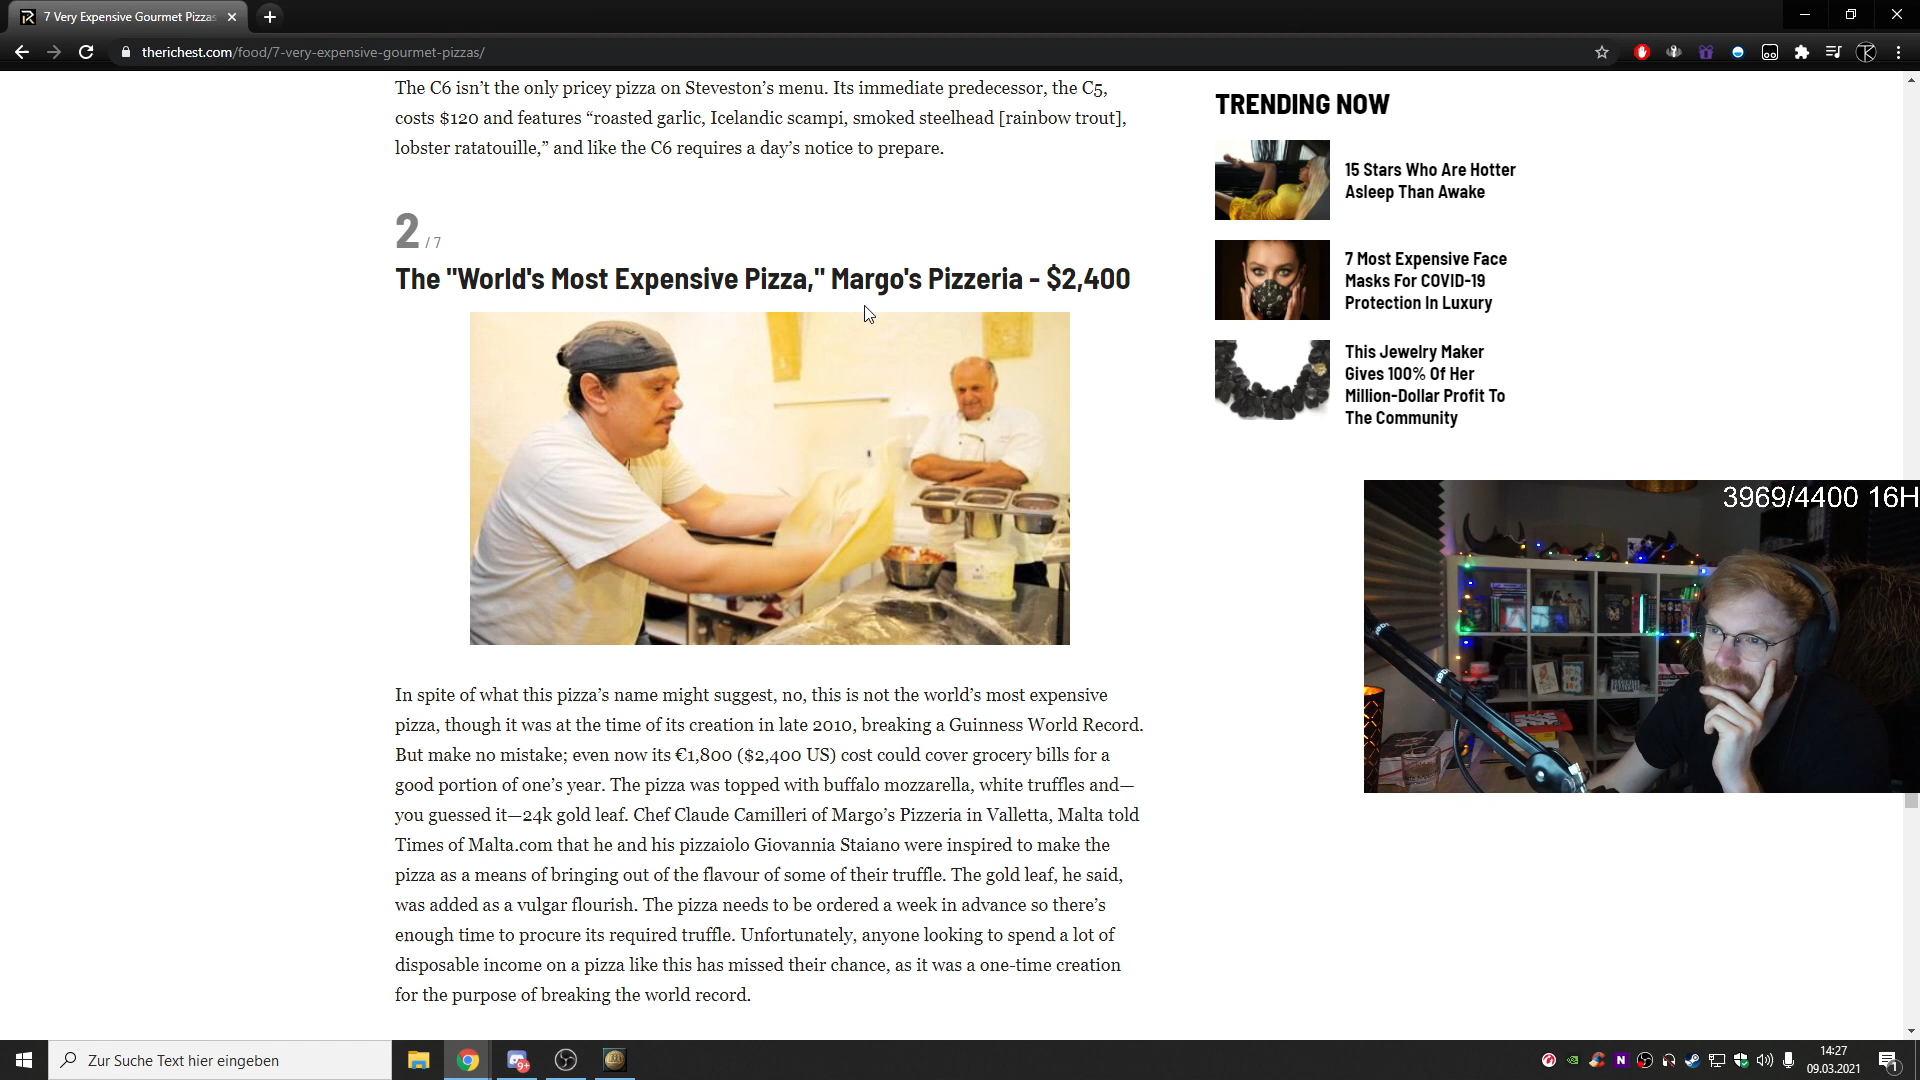 7 Very Expensive Gourmet Pizzas
therichest.com/food/7-very-expensive-gourmet-pizzas/
The C6 isn’t the only pricey pizza on Steveston’s menu. Its immediate predecessor, the C5,
costs $120 and features “roasted garlic, Icelandic scampi, smoked steelhead [rainbow trout],
lobster ratatouille,” and like the C6 requires a day’s notice to prepare.
2 / 7
The "World's Most Expensive Pizza," Margo's Pizzeria - $2,400
In spite of what this pizza’s name might suggest, no, this is not the world’s most expensive
pizza, though it was at the time of its creation in late 2010, breaking a Guinness World Record.
But make no mistake; even now its €1,800 ($2,400 US) cost could cover grocery bills for a
good portion of one’s year. The pizza was topped with buffalo mozzarella, white truffles and—
you guessed it—24k gold leaf. Chef Claude Camilleri of Margo’s Pizzeria in Valletta, Malta told
Times of Malta.com that he and his pizzaiolo Giovannia Staiano were inspired to make the
pizza as a means of bringing out of the flavour of some of their truffle. The gold leaf, he said,
was added as a vulgar flourish. The pizza needs to be ordered a week in advance so there’s
enough time to procure its required truffle. Unfortunately, anyone looking to spend a lot of
disposable income on a pizza like this has missed their chance, as it was a one-time creation
for the purpose of breaking the world record.
TRENDING NOW
15 Stars Who Are Hotter
Asleep Than Awake
7 Most Expensive Face
Masks For COVID-19
Protection In Luxury
This Jewelry Maker
Gives 100% Of Her
Million-Dollar Profit To
The Community
3969/4400 16H
Zur Suche Text hier eingeben
9+
N
14:27
09.03.2021
1